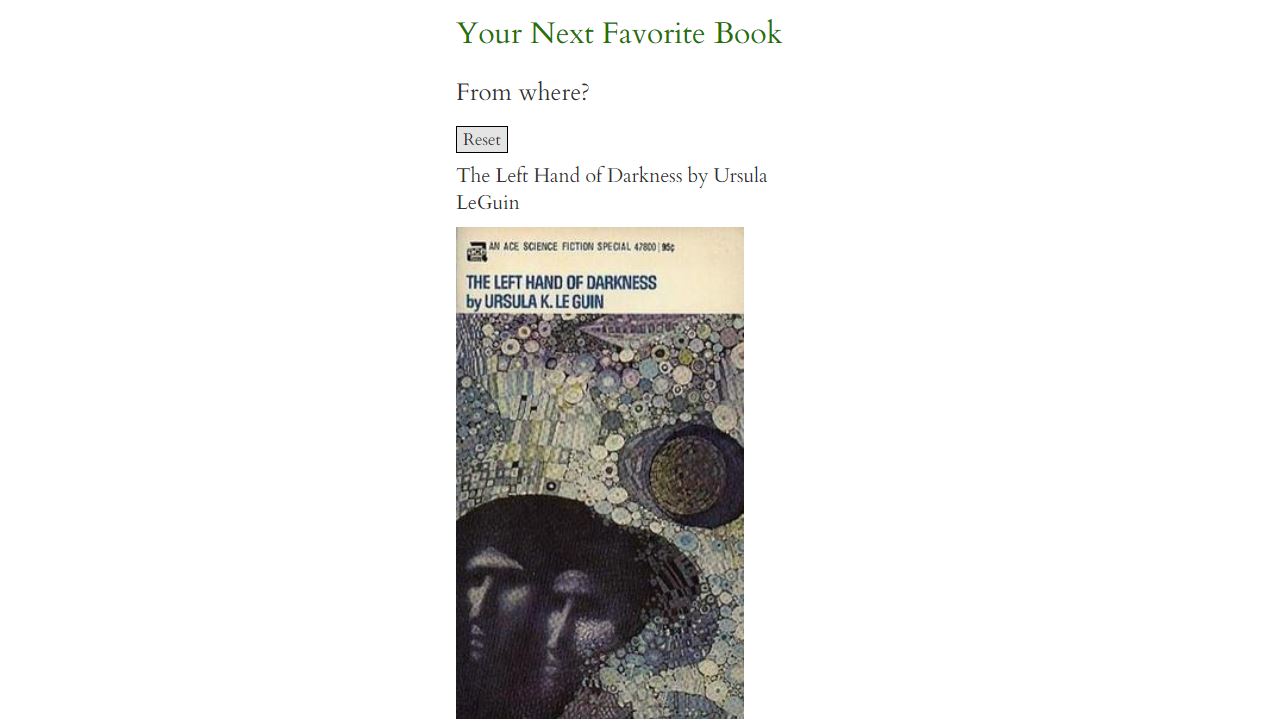 Your Next Favorite Book
From where?
Reset
The Left Hand of Darkness by Ursula
LeGuin
AN ACE SCIENCE FICTION SPECIAL 47800 | 95¢
THE LEFT HAND OF DARKNESS
by URSULA K. LE GUIN